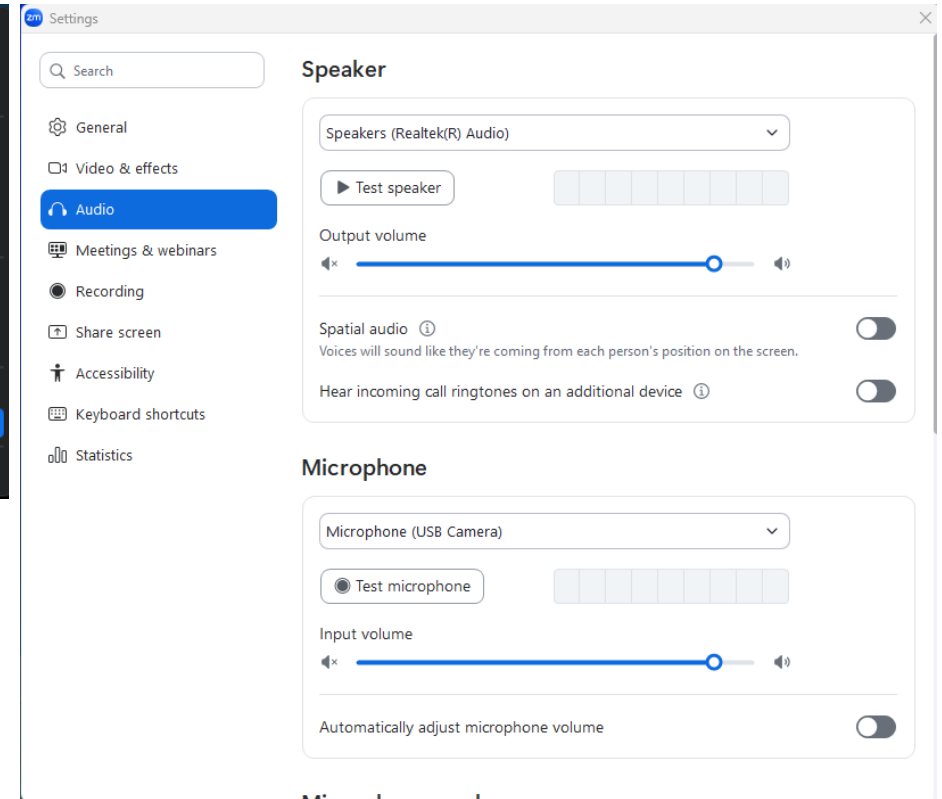 zm Settings
Search
General
Video & effects
Audio
Meetings & webinars
Recording
Share screen
Accessibility
Keyboard shortcuts
Statistics
Speaker
Speakers (Realtek(R) Audio)
Test speaker
Output volume
Spatial audio
Voices will sound like they're coming from each person's position on the screen.
Hear incoming call ringtones on an additional device
Microphone
Microphone (USB Camera)
Test microphone
Input volume
Automatically adjust microphone volume